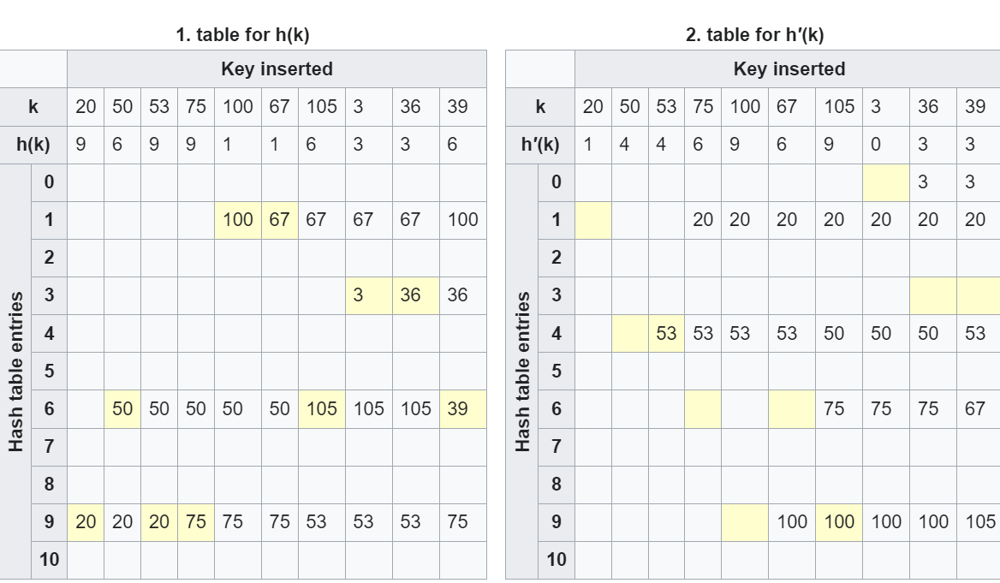 1. table for h(k)
Key inserted
k 20 50 53 75 100 67 105 3 36 39
h(k) 9 6 9 9 1 1 6 3 3 6
Hash table entries
0
1 100 67 67 67 67 100
2
3 3 36 36
4
5
6 50 50 50 50 50 105 105 105 39
7
8
9 20 20 20 75 75 75 53 53 53 75
10
2. table for h′(k)
Key inserted
k 20 50 53 75 100 67 105 3 36 39
h′(k) 1 4 4 6 9 6 9 0 3 3
Hash table entries
0 3 3
1 20 20 20 20 20 20 20
2
3
4 53 53 53 53 50 50 50 53
5
6 75 75 75 67
7
8
9 100 100 100 100 105
10